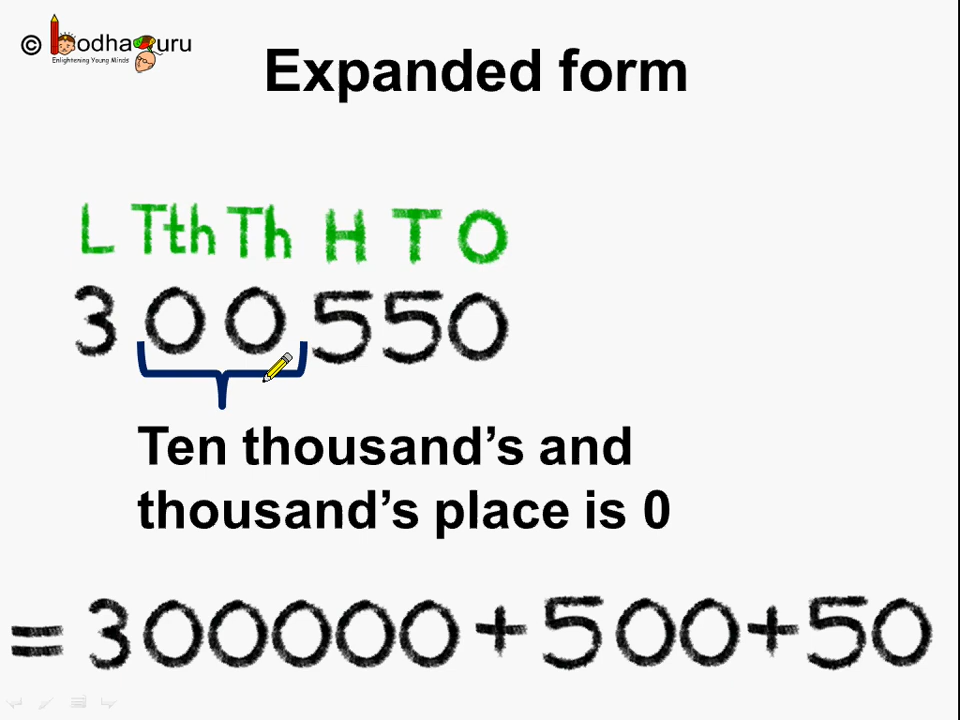 © BodhaGuru
Enlightening Young Minds
Expanded form
L Tth Th H T O
3 0 0 5 5 0
Ten thousand’s and
thousand’s place is 0
= 300000 + 500 + 50